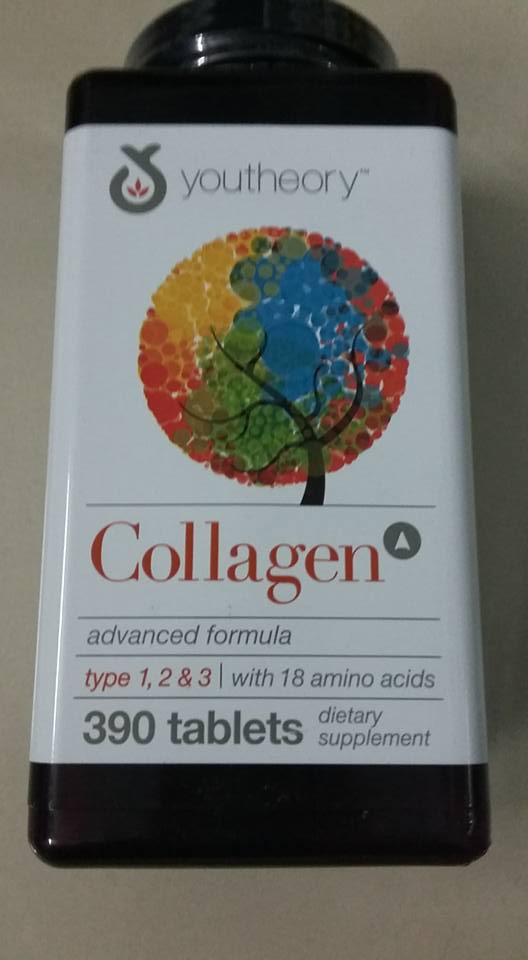 youtheory™
Collagen A
advanced formula
type 1, 2 & 3 | with 18 amino acids
390 tablets
dietary
supplement